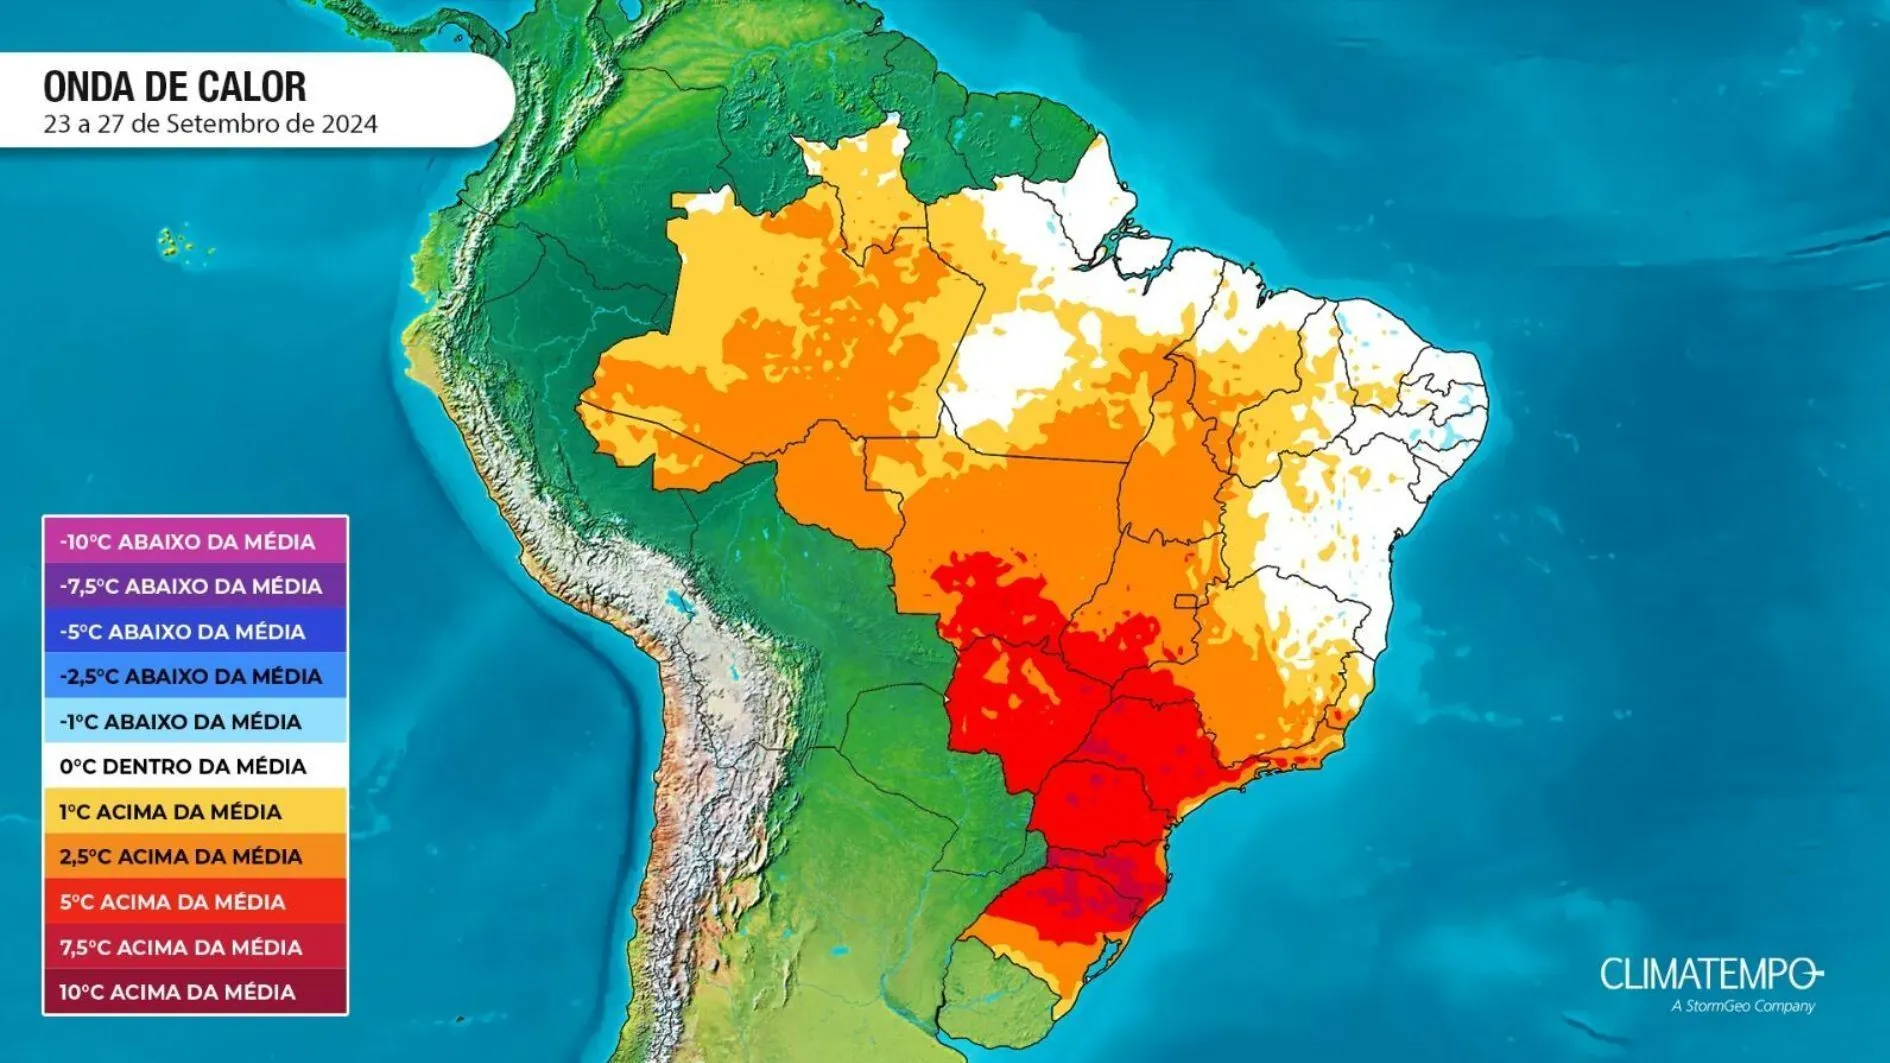 ONDA DE CALOR
23 a 27 de Setembro de 2024
-10°C ABAIXO DA MÉDIA
-7,5°C ABAIXO DA MÉDIA
-5°C ABAIXO DA MÉDIA
-2,5°C ABAIXO DA MÉDIA
-1°C ABAIXO DA MÉDIA
0°C DENTRO DA MÉDIA
1°C ACIMA DA MÉDIA
2,5°C ACIMA DA MÉDIA
5°C ACIMA DA MÉDIA
7,5°C ACIMA DA MÉDIA
10°C ACIMA DA MÉDIA
CLIMATEMPO
A StormGeo Company